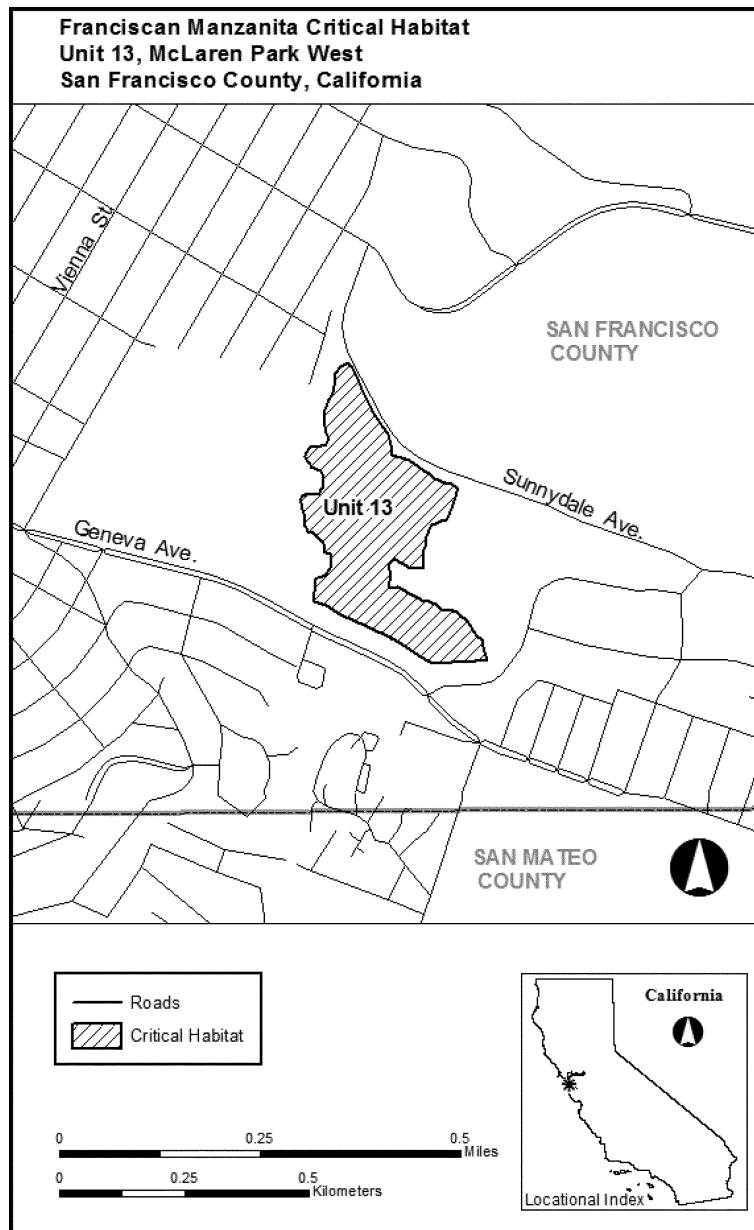 Franciscan Manzanita Critical Habitat
Unit 13, McLaren Park West
San Francisco County, California
Vienna St.
SAN FRANCISCO
COUNTY
Unit 13
Sunnydale Ave.
Geneva Ave.
SAN MATEO
COUNTY
Roads
Critical Habitat
California
0 0.25 0.5
Miles
0 0.25 0.5
Kilometers
Locational Index